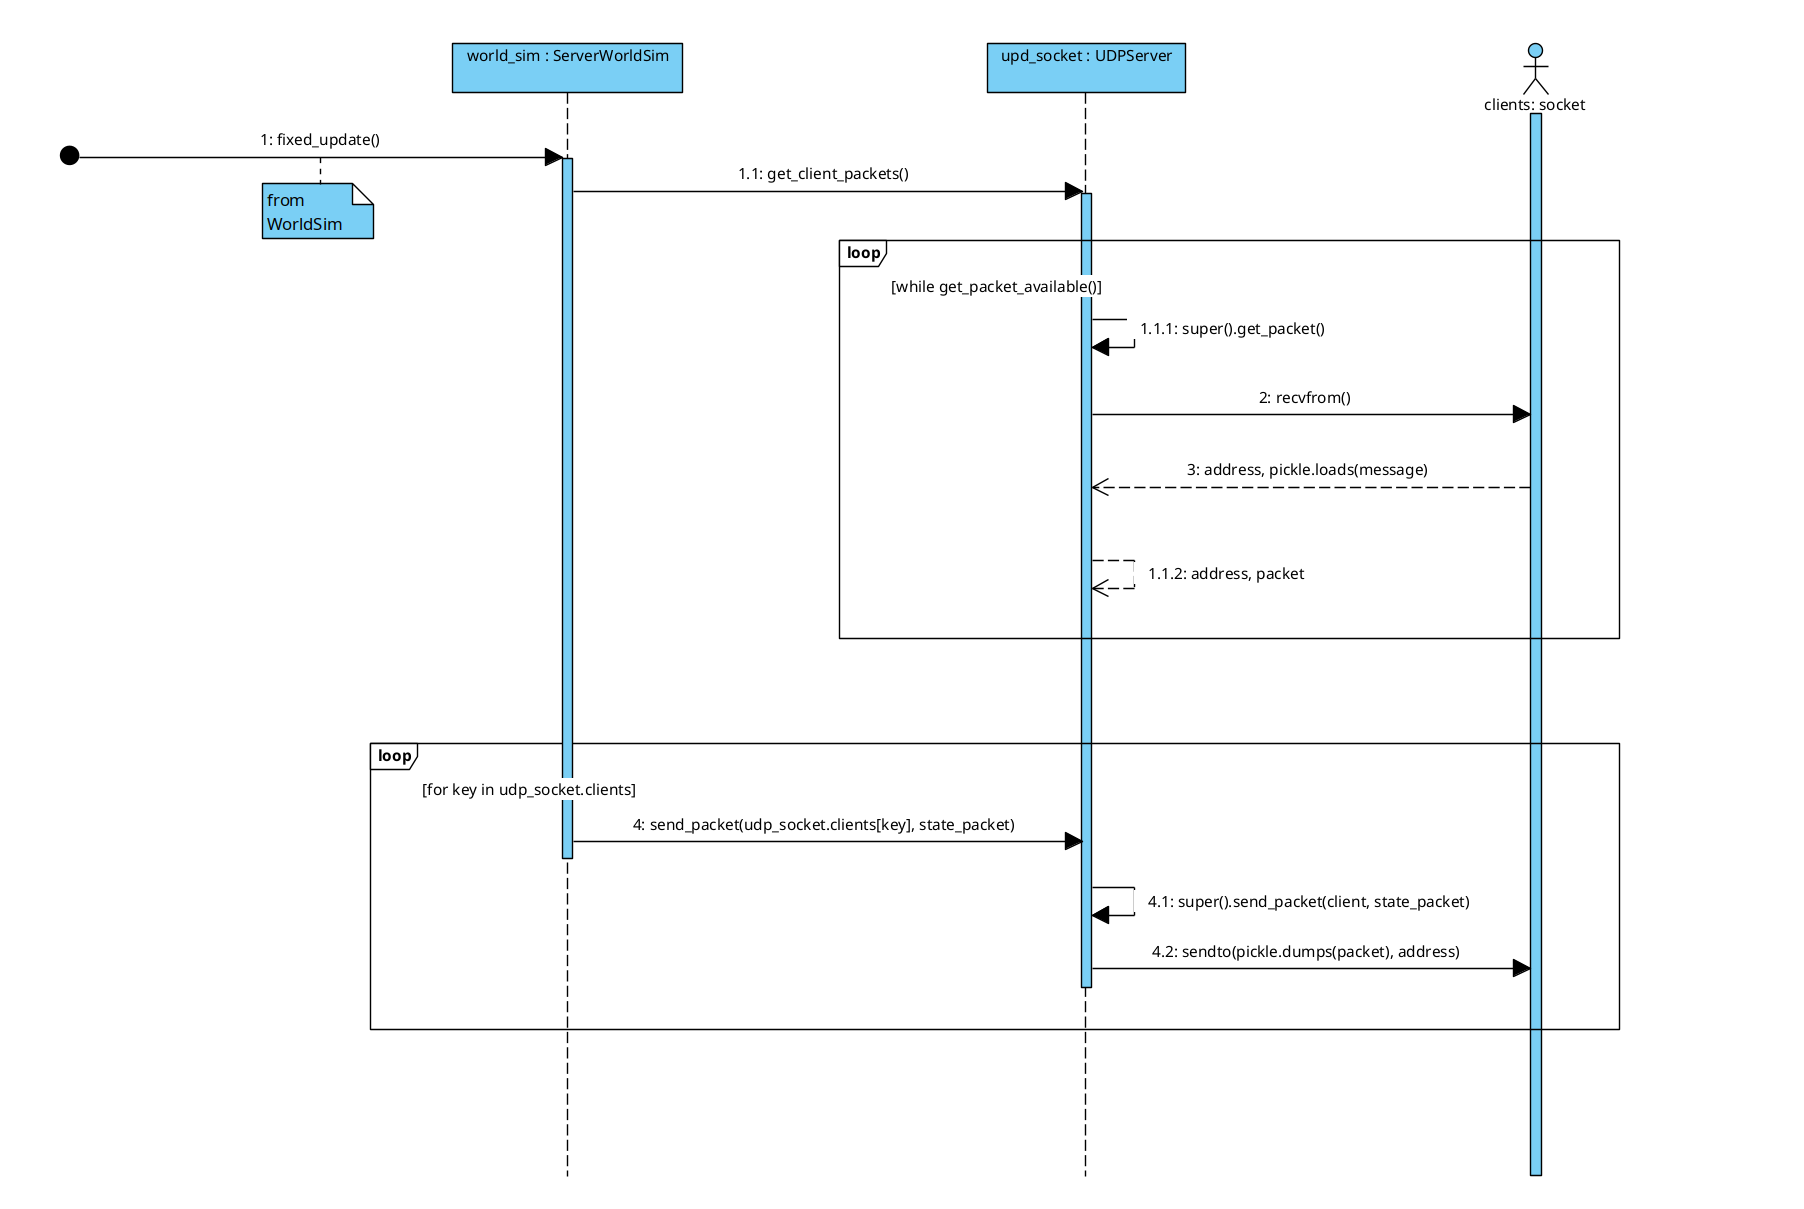 world_sim : ServerWorldSim
upd_socket : UDPServer
clients: socket
1: fixed_update()
from
WorldSim
1.1: get_client_packets()
loop
[while get_packet_available()]
1.1.1: super().get_packet()
2: recvfrom()
3: address, pickle.loads(message)
1.1.2: address, packet
loop
[for key in udp_socket.clients]
4: send_packet(udp_socket.clients[key], state_packet)
4.1: super().send_packet(client, state_packet)
4.2: sendto(pickle.dumps(packet), address)